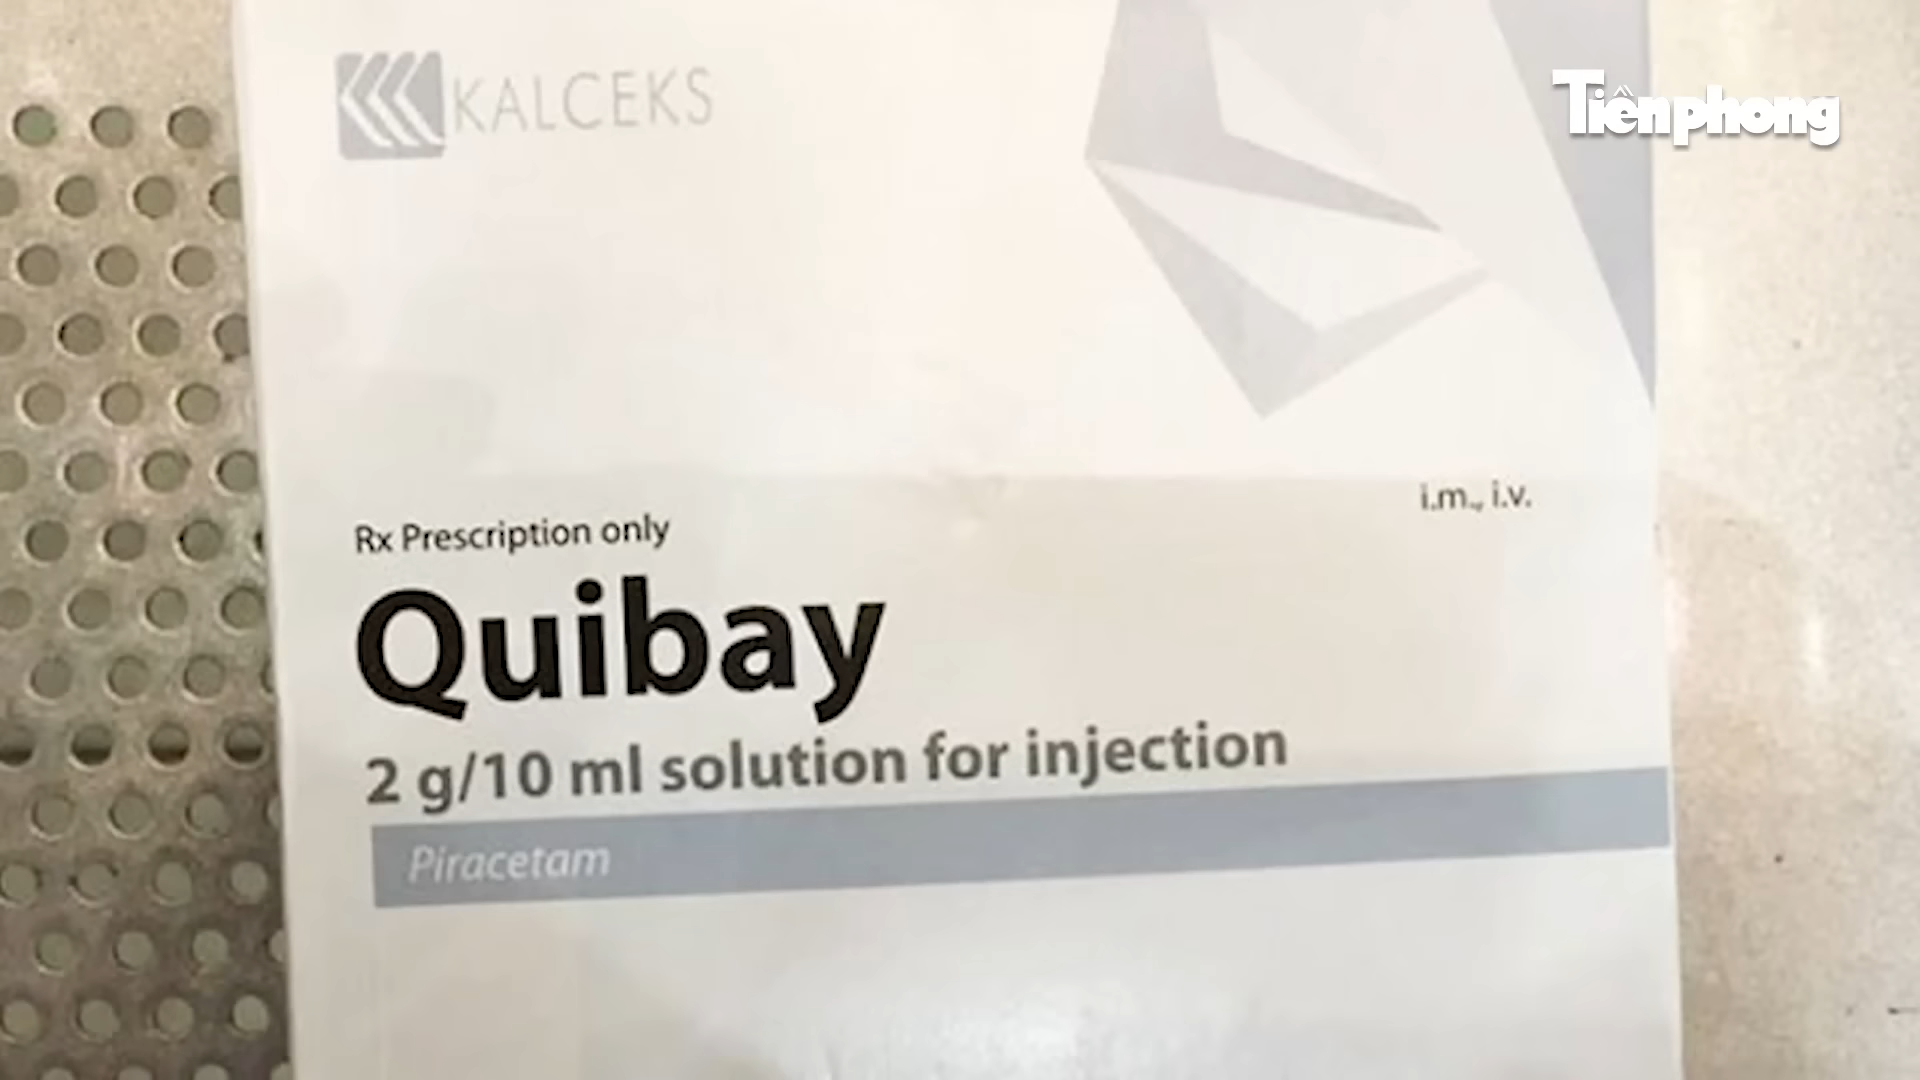 KALCEKS
Tiền phong
i.m., i.v.
Rx Prescription only
Quibay
2 g/10 ml solution for injection
Piracetam